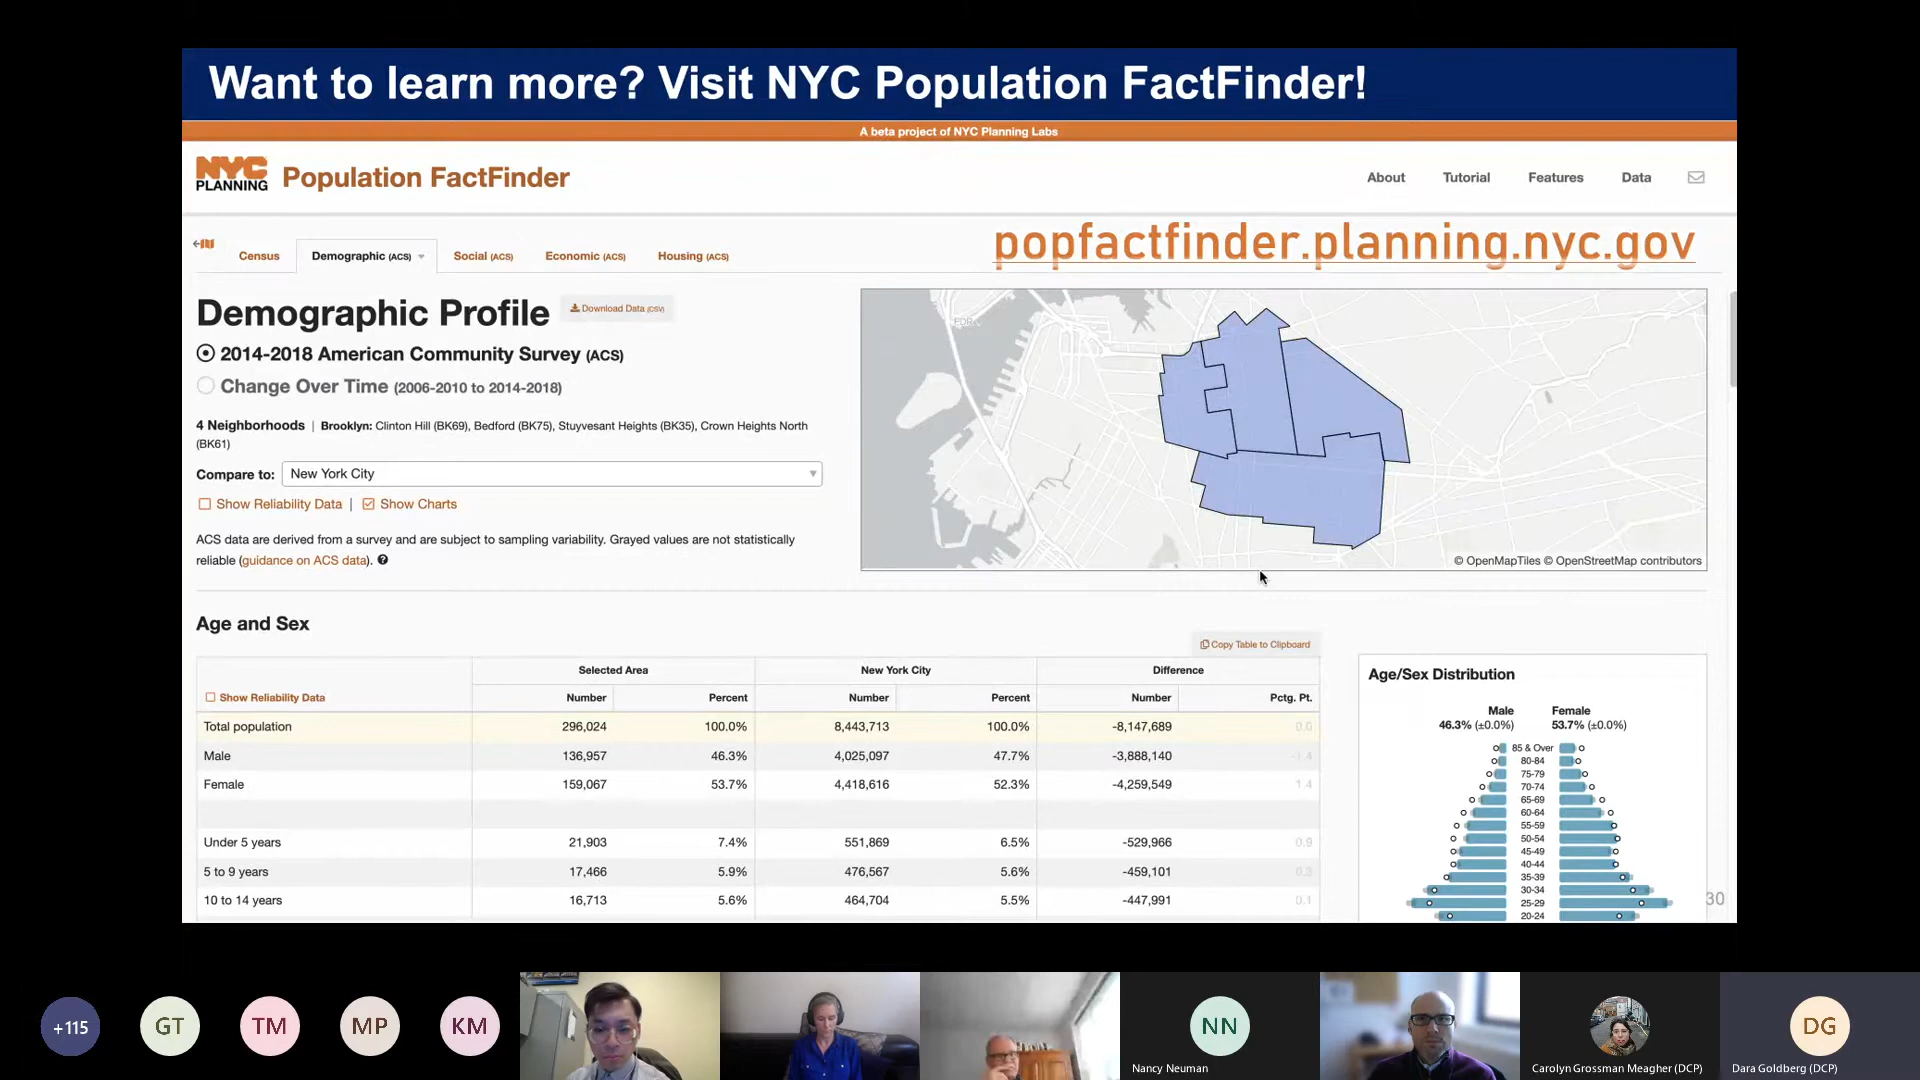 Want to learn more? Visit NYC Population FactFinder!
A beta project of NYC Planning Labs
NYC
PLANNING
Population FactFinder
About Tutorial Features Data
popfactfinder.planning.nyc.gov
Census Demographic (ACS) Social (ACS) Economic (ACS) Housing (ACS)
Demographic Profile Download Data (CSV)
2014-2018 American Community Survey (ACS)
Change Over Time (2006-2010 to 2014-2018)
4 Neighborhoods | Brooklyn: Clinton Hill (BK69), Bedford (BK75), Stuyvesant Heights (BK35), Crown Heights North
(BK61)
Compare to: New York City
Show Reliability Data | Show Charts
ACS data are derived from a survey and are subject to sampling variability. Grayed values are not statistically
reliable (guidance on ACS data). ?
© OpenMapTiles © OpenStreetMap contributors
Age and Sex
Copy Table to Clipboard
Selected Area New York City Difference
Show Reliability Data Number Percent Number Percent Number Pctg. Pt.
Total population 296,024 100.0% 8,443,713 100.0% -8,147,689 0.0
Male 136,957 46.3% 4,025,097 47.7% -3,888,140 -1.4
Female 159,067 53.7% 4,418,616 52.3% -4,259,549 1.4
Under 5 years 21,903 7.4% 551,869 6.5% -529,966 0.9
5 to 9 years 17,466 5.9% 476,567 5.6% -459,101 0.3
10 to 14 years 16,713 5.6% 464,704 5.5% -447,991 0.1
Age/Sex Distribution
Male Female
46.3% (±0.0%) 53.7% (±0.0%)
85 & Over
80-84
75-79
70-74
65-69
60-64
55-59
50-54
45-49
40-44
35-39
30-34
25-29
20-24
30
+115 GT TM MP KM NN DG
Nancy Neuman Carolyn Grossman Meagher (DCP) Dara Goldberg (DCP)